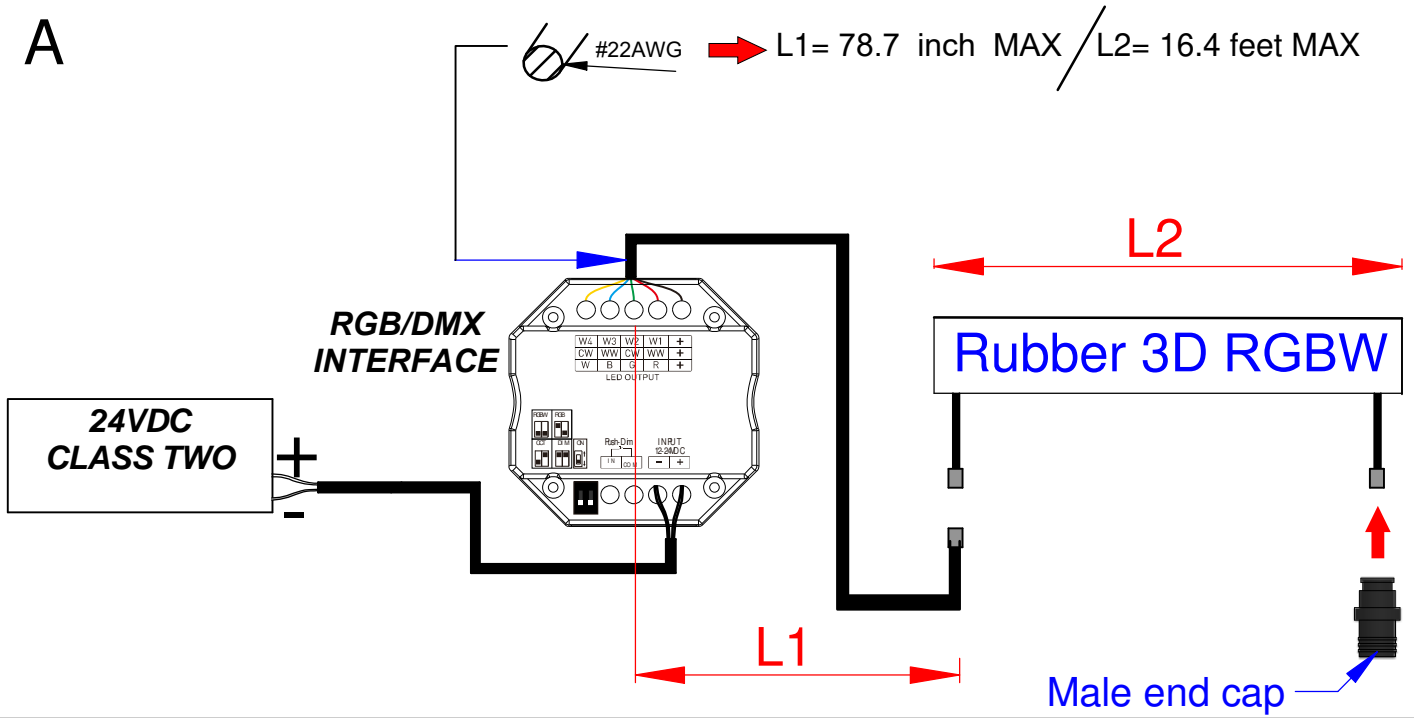 A
#22AWG
L1= 78.7 inch MAX / L2= 16.4 feet MAX
L2
RGB/DMX
INTERFACE
Rubber 3D RGBW
W4 W3 W2 W1 +
CW WW CW WW +
W B G R +
LED OUTPUT
24VDC
CLASS TWO
+
-
RGBW RGB
CCT DIM ON
Push-Dim
IN COM
INPUT
12-24VDC
- +
L1
Male end cap